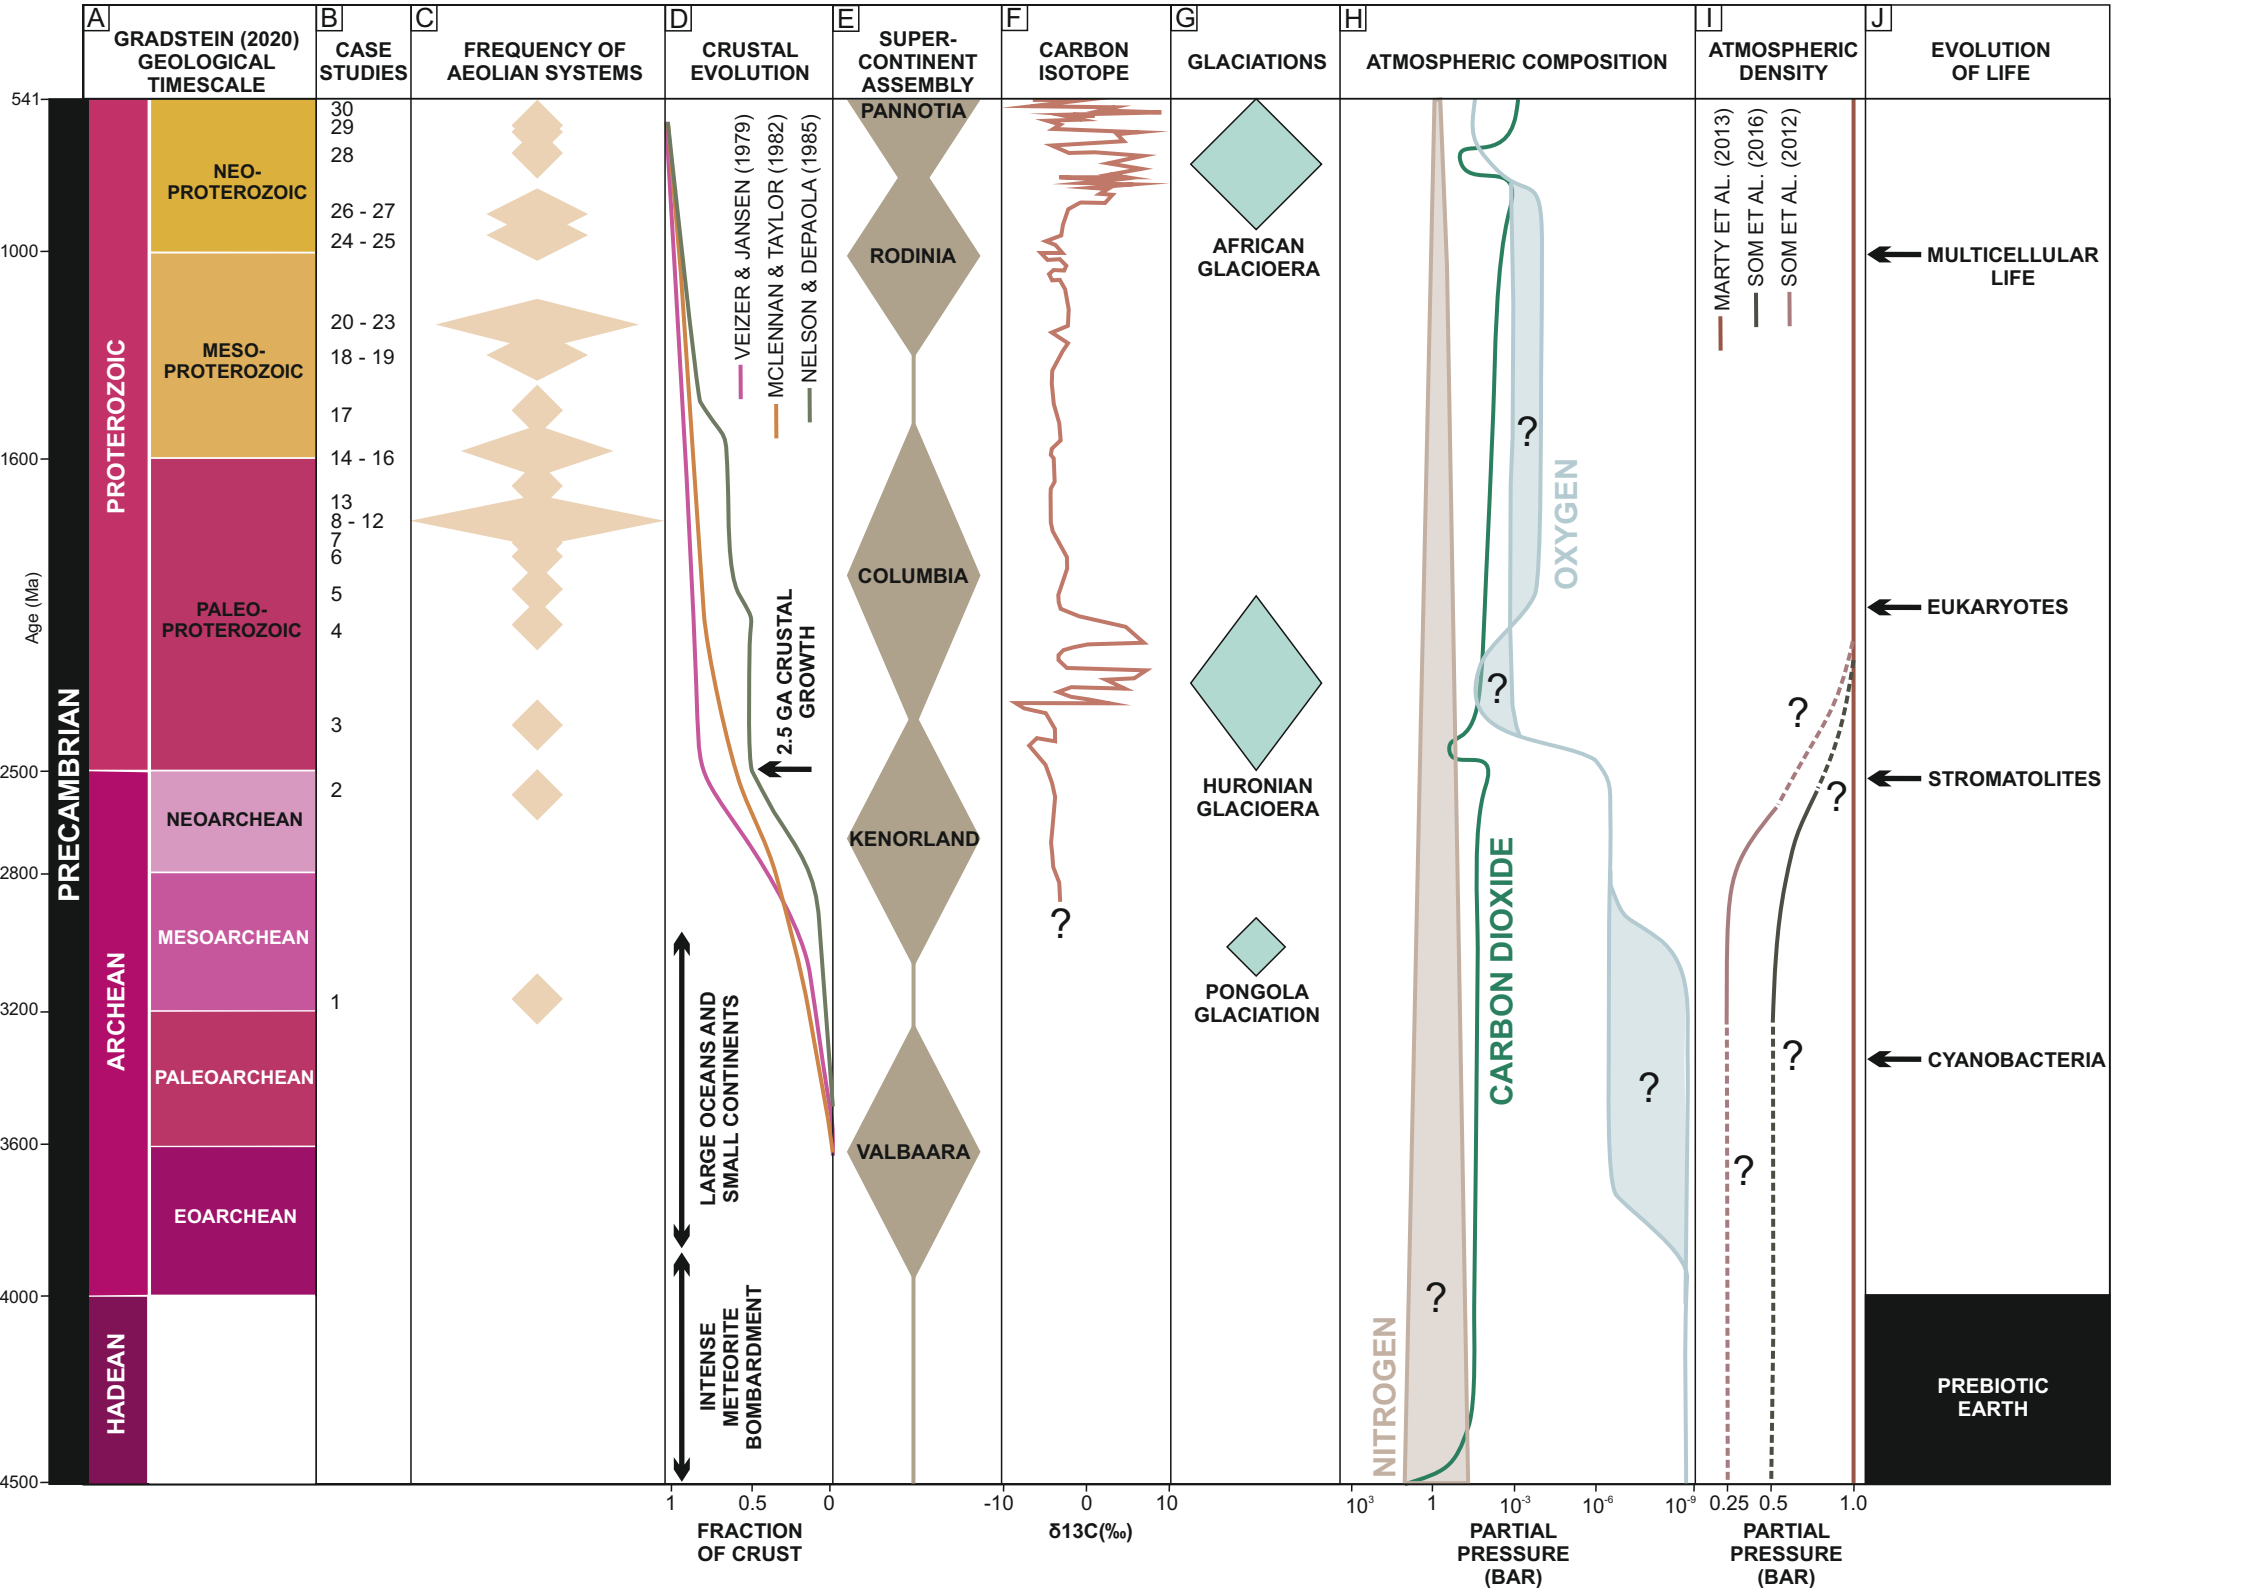 A
GRADSTEIN (2020)
GEOLOGICAL
TIMESCALE
B
CASE
STUDIES
C
FREQUENCY OF
AEOLIAN SYSTEMS
D
CRUSTAL
EVOLUTION
E
SUPER-
CONTINENT
ASSEMBLY
F
CARBON
ISOTOPE
G
GLACIATIONS
H
ATMOSPHERIC COMPOSITION
I
ATMOSPHERIC
DENSITY
J
EVOLUTION
OF LIFE
541
1000
1600
2500
2800
3200
3600
4000
4500
Age (Ma)
PRECAMBRIAN
PROTEROZOIC
ARCHEAN
HADEAN
NEO-
PROTEROZOIC
MESO-
PROTEROZOIC
PALEO-
PROTEROZOIC
NEOARCHEAN
MESOARCHEAN
PALEOARCHEAN
EOARCHEAN
30
29
28
26 - 27
24 - 25
20 - 23
18 - 19
17
14 - 16
13
8 - 12
7
6
5
4
3
2
1
VEIZER & JANSEN (1979)
MCLENNAN & TAYLOR (1982)
NELSON & DEPAOLA (1985)
2.5 GA CRUSTAL
GROWTH
LARGE OCEANS AND
SMALL CONTINENTS
INTENSE
METEORITE
BOMBARDMENT
1 0.5 0
FRACTION
OF CRUST
PANNOTIA
RODINIA
COLUMBIA
KENORLAND
VALBAARA
?
-10 0 10
δ13C(‰)
AFRICAN
GLACIOERA
HURONIAN
GLACIOERA
PONGOLA
GLACIATION
?
OXYGEN
?
CARBON DIOXIDE
?
?
NITROGEN
10³ 1 10⁻³ 10⁻⁶ 10⁻⁹
PARTIAL
PRESSURE
(BAR)
MARTY ET AL. (2013)
SOM ET AL. (2016)
SOM ET AL. (2012)
?
?
?
?
0.25 0.5 1.0
PARTIAL
PRESSURE
(BAR)
MULTICELLULAR
LIFE
EUKARYOTES
STROMATOLITES
CYANOBACTERIA
PREBIOTIC
EARTH